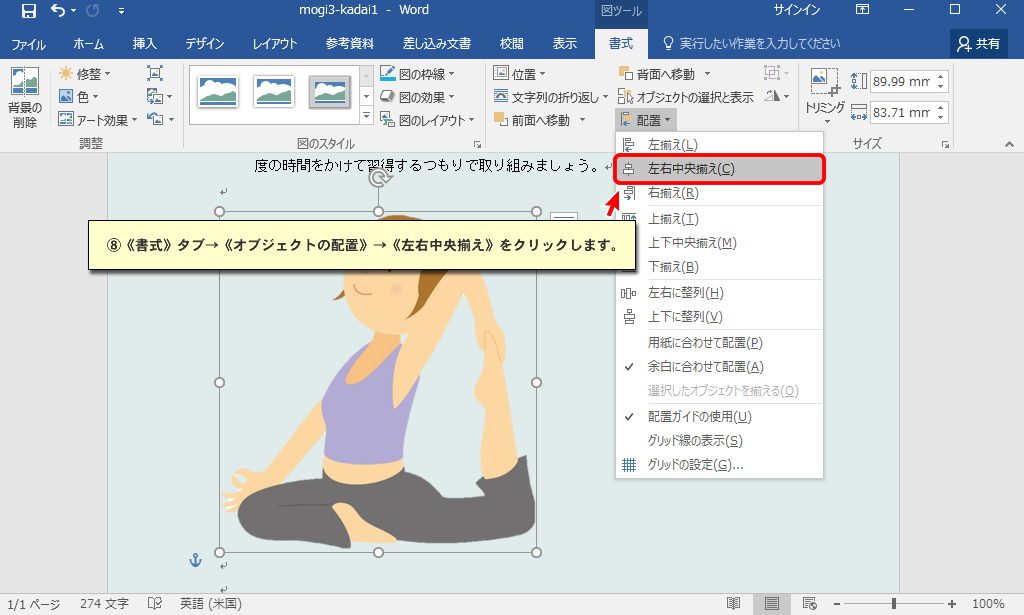 mogi3-kadai1 - Word
図ツール
サインイン
ファイル ホーム 挿入 デザイン レイアウト 参考資料 差し込み文書 校閲 表示 書式 実行したい作業を入力してください 共有
背景の
削除
修整
色
アート効果
調整
図の枠線
図の効果
図のレイアウト
図のスタイル
位置
文字列の折り返し
前面へ移動
背面へ移動
オブジェクトの選択と表示
配置
トリミング
89.99 mm
83.71 mm
サイズ
度の時間をかけて習得するつもりで取り組みましょう。
左揃え(L)
左右中央揃え(C)
右揃え(R)
上揃え(T)
上下中央揃え(M)
下揃え(B)
左右に整列(H)
上下に整列(V)
用紙に合わせて配置(P)
余白に合わせて配置(A)
選択したオブジェクトを揃える(O)
配置ガイドの使用(U)
グリッド線の表示(S)
グリッドの設定(G)...
⑧《書式》タブ→《オブジェクトの配置》→《左右中央揃え》をクリックします。
1/1 ページ 274 文字 英語 (米国) 100%